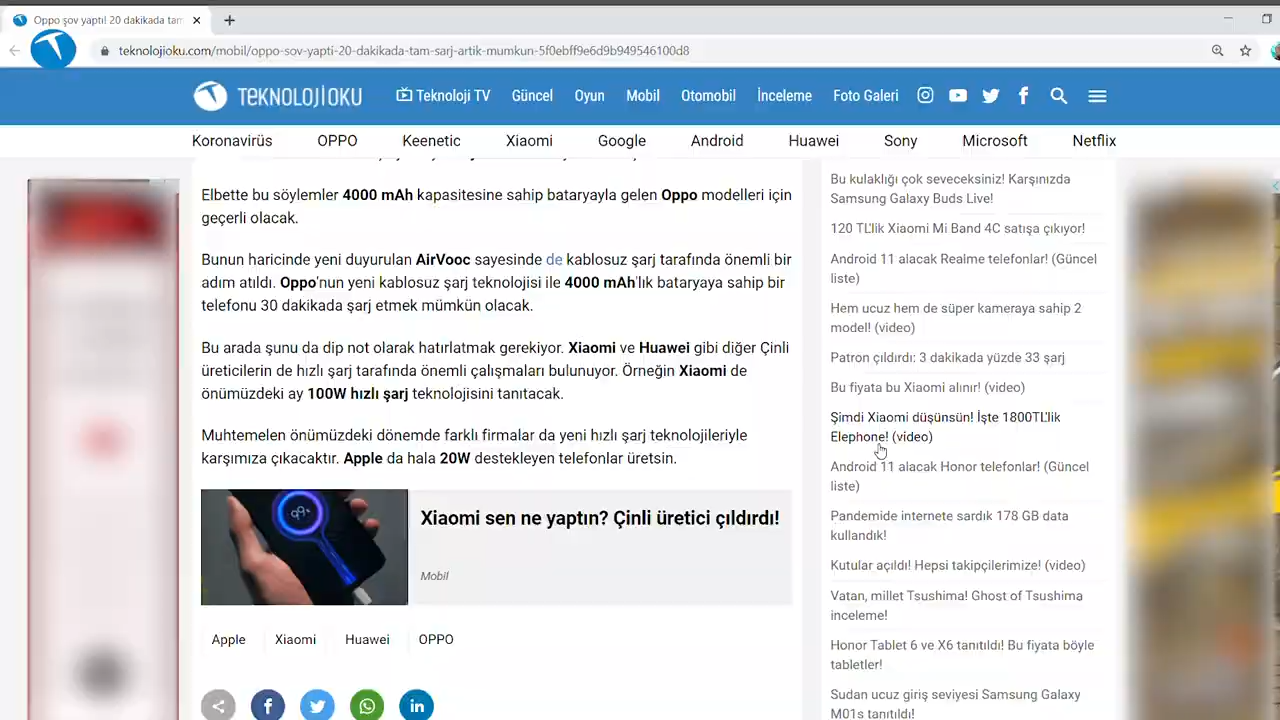 Oppo şov yaptı! 20 dakikada tam
teknolojioku.com/mobil/oppo-sov-yapti-20-dakikada-tam-sarj-artik-mumkun-5f0ebff9e6d9b949546100d8
TEKNOLOJİOKU
Teknoloji TV Güncel Oyun Mobil Otomobil İnceleme Foto Galeri
Koronavirüs OPPO Keenetic Xiaomi Google Android Huawei Sony Microsoft Netflix
Elbette bu söylemler 4000 mAh kapasitesine sahip bataryayla gelen Oppo modelleri için
geçerli olacak.
Bunun haricinde yeni duyurulan AirVooc sayesinde de kablosuz şarj tarafında önemli bir
adım atıldı. Oppo'nun yeni kablosuz şarj teknolojisi ile 4000 mAh'lık bataryaya sahip bir
telefonu 30 dakikada şarj etmek mümkün olacak.
Bu arada şunu da dip not olarak hatırlatmak gerekiyor. Xiaomi ve Huawei gibi diğer Çinli
üreticilerin de hızlı şarj tarafında önemli çalışmaları bulunuyor. Örneğin Xiaomi de
önümüzdeki ay 100W hızlı şarj teknolojisini tanıtacak.
Muhtemelen önümüzdeki dönemde farklı firmalar da yeni hızlı şarj teknolojileriyle
karşımıza çıkacaktır. Apple da hala 20W destekleyen telefonlar üretsin.
Xiaomi sen ne yaptın? Çinli üretici çıldırdı!
Mobil
Apple Xiaomi Huawei OPPO
Bu kulaklığı çok seveceksiniz! Karşınızda
Samsung Galaxy Buds Live!
120 TL'lik Xiaomi Mi Band 4C satışa çıkıyor!
Android 11 alacak Realme telefonlar! (Güncel
liste)
Hem ucuz hem de süper kameraya sahip 2
model! (video)
Patron çıldırdı: 3 dakikada yüzde 33 şarj
Bu fiyata bu Xiaomi alınır! (video)
Şimdi Xiaomi düşünsün! İşte 1800TL'lik
Elephone! (video)
Android 11 alacak Honor telefonlar! (Güncel
liste)
Pandemide internete sardık 178 GB data
kullandık!
Kutular açıldı! Hepsi takipçilerimize! (video)
Vatan, millet Tsushima! Ghost of Tsushima
inceleme!
Honor Tablet 6 ve X6 tanıtıldı! Bu fiyata böyle
tabletler!
Sudan ucuz giriş seviyesi Samsung Galaxy
M01s tanıtıldı!